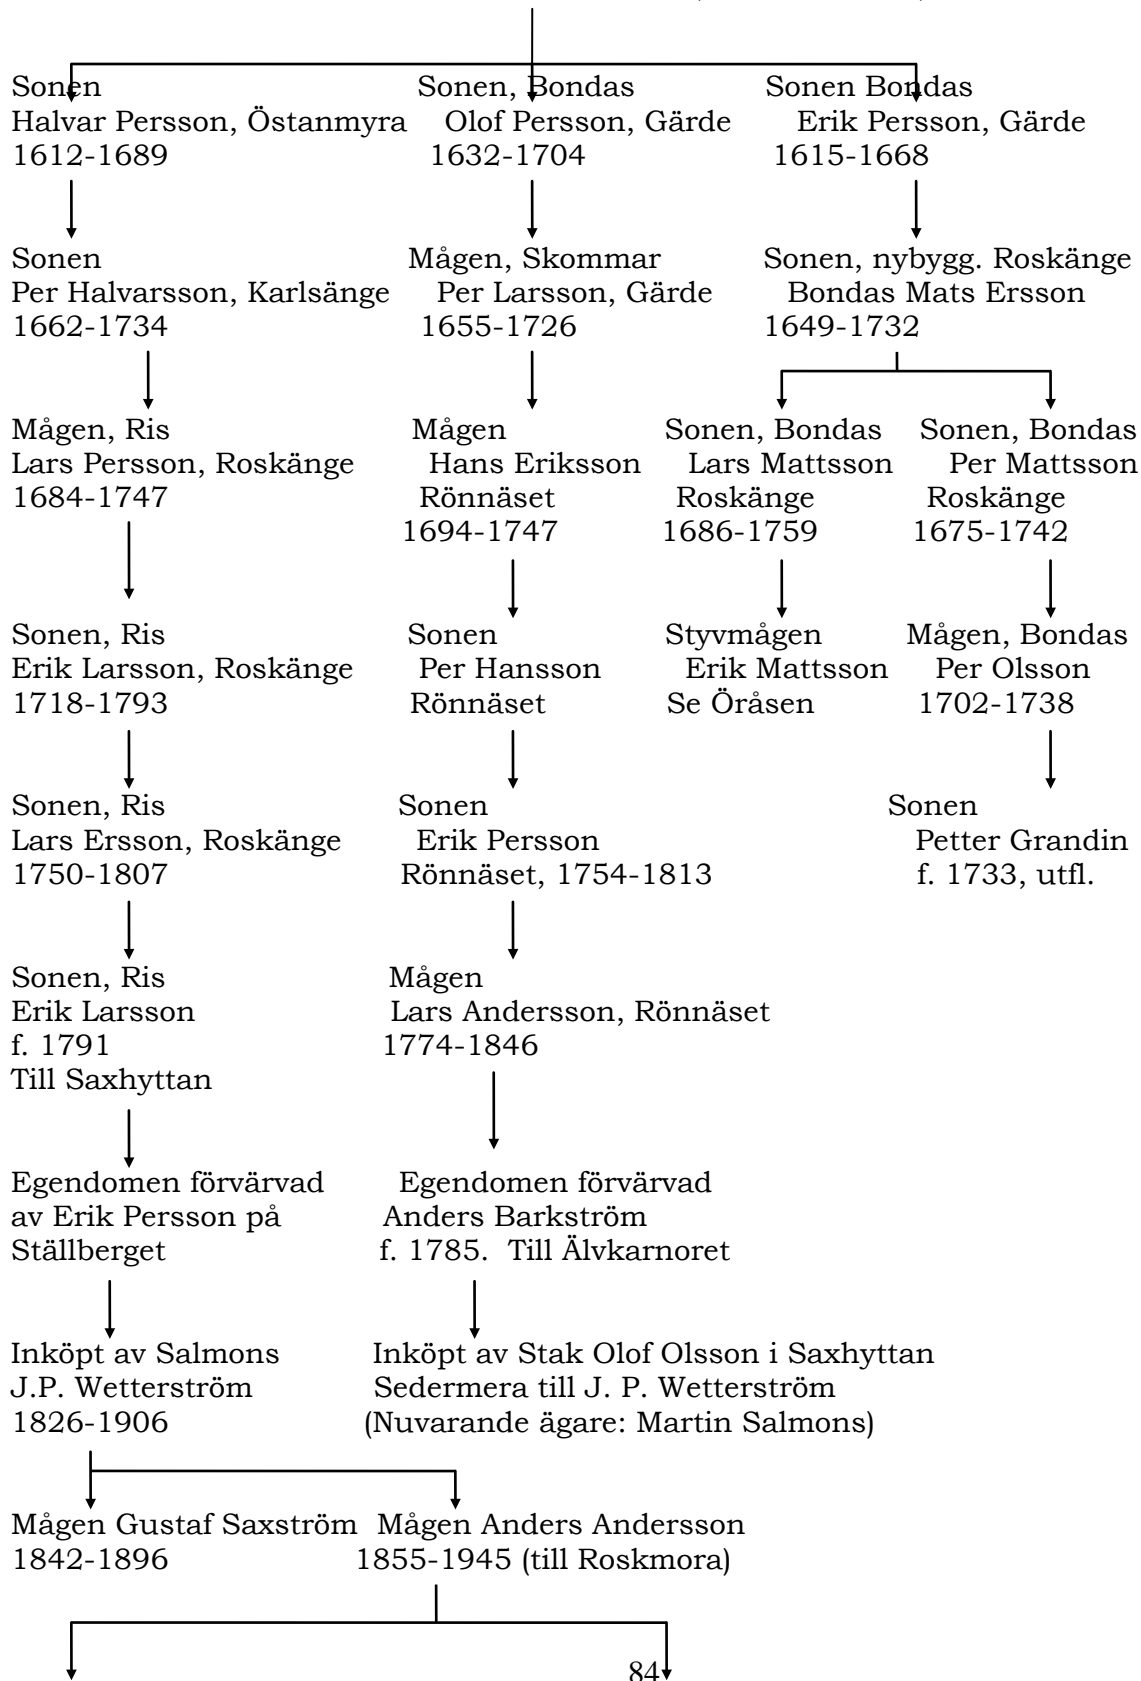 Sonen
Halvar Persson, Östanmyra
1612-1689
Sonen, Bondas
Olof Persson, Gärde
1632-1704
Sonen Bondas
Erik Persson, Gärde
1615-1668
Sonen
Per Halvarsson, Karlsänge
1662-1734
Mågen, Skommar
Per Larsson, Gärde
1655-1726
Sonen, nybygg. Roskänge
Bondas Mats Ersson
1649-1732
Mågen, Ris
Lars Persson, Roskänge
1684-1747
Mågen
Hans Eriksson
Rönnäset
1694-1747
Sonen, Bondas
Lars Mattsson
Roskänge
1686-1759
Sonen, Bondas
Per Mattsson
Roskänge
1675-1742
Sonen, Ris
Erik Larsson, Roskänge
1718-1793
Sonen
Per Hansson
Rönnäset
Styvmågen
Erik Mattsson
Se Öråsen
Mågen, Bondas
Per Olsson
1702-1738
Sonen, Ris
Lars Ersson, Roskänge
1750-1807
Sonen
Erik Persson
Rönnäset, 1754-1813
Sonen
Petter Grandin
f. 1733, utfl.
Sonen, Ris
Erik Larsson
f. 1791
Till Saxhyttan
Mågen
Lars Andersson, Rönnäset
1774-1846
Egendomen förvärvad
av Erik Persson på
Ställberget
Egendomen förvärvad
Anders Barkström
f. 1785.  Till Älvkarnoret
Inköpt av Salmons
J.P. Wetterström
1826-1906
Inköpt av Stak Olof Olsson i Saxhyttan
Sedermera till J. P. Wetterström
(Nuvarande ägare: Martin Salmons)
Mågen Gustaf Saxström
1842-1896
Mågen Anders Andersson
1855-1945 (till Roskmora)
84